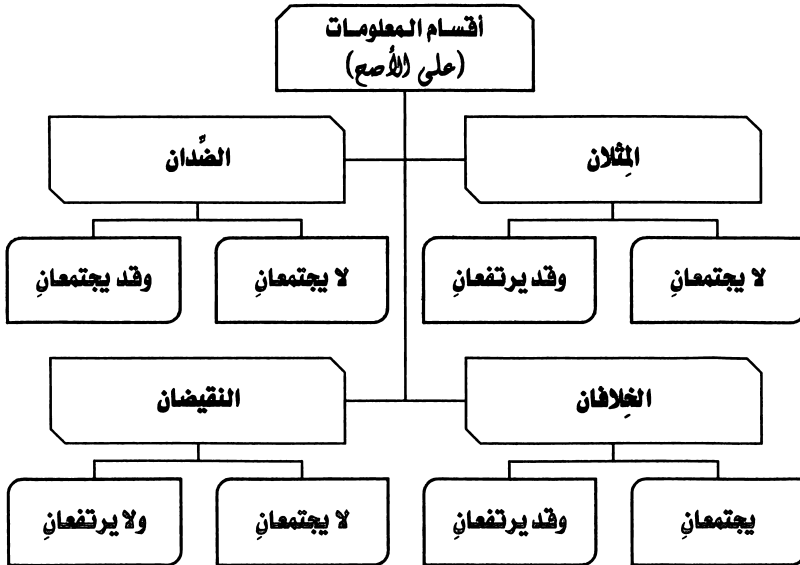 أقسام المعلومات
(على الأصح)
المِثلان
الضِّدان
لا يجتمعانِ
وقد يرتفعانِ
لا يجتمعانِ
وقد يجتمعانِ
الخِلافان
النقيضان
يجتمعانِ
وقد يرتفعانِ
لا يجتمعانِ
ولا يرتفعانِ